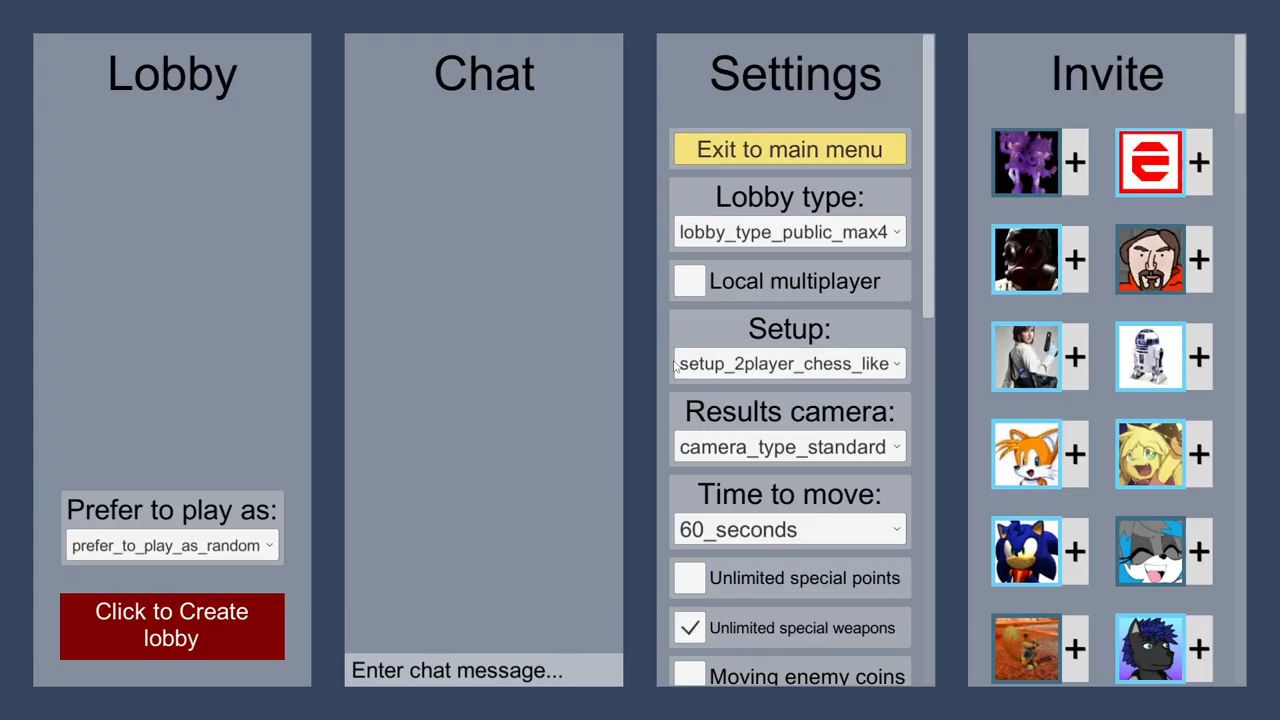 Lobby
Prefer to play as:
prefer_to_play_as_random
Click to Create
lobby
Chat
Enter chat message...
Settings
Exit to main menu
Lobby type:
lobby_type_public_max4
Local multiplayer
Setup:
setup_2player_chess_like
Results camera:
camera_type_standard
Time to move:
60_seconds
Unlimited special points
Unlimited special weapons
Moving enemy coins
Invite
+ +
+ +
+ +
+ +
+ +
+ +